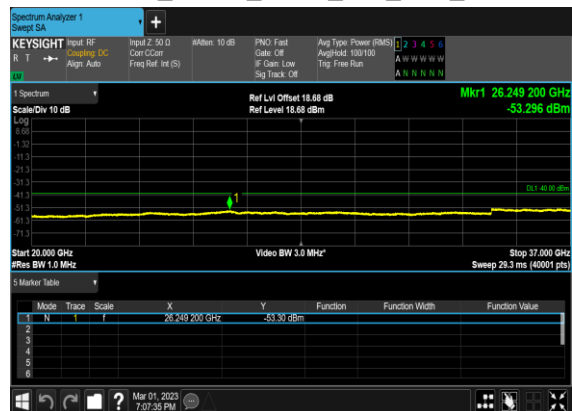 Spectrum Analyzer 1
Swept SA
+
KEYSIGHT Input: RF Input Z: 50 Ω #Atten: 10 dB PNO: Fast Avg Type: Power (RMS) 1 2 3 4 5 6
R T Coupling: DC Corr CCorr Gate: Off Avg|Hold: 100/100 A W W W W W
Align: Auto Freq Ref: Int (S) IF Gain: Low Trig: Free Run
Sig Track: Off A N N N N N
LW
1 Spectrum Ref Lvl Offset 18.68 dB Mkr1 26.249 200 GHz
Scale/Div 10 dB Ref Level 18.68 dBm -53.296 dBm
Log
8.68
-1.32
-11.3
-21.3
-31.3
DL1 -40.00 dBm
-41.3
1
-51.3
-61.3
-71.3
Start 20.000 GHz Video BW 3.0 MHz* Stop 37.000 GHz
#Res BW 1.0 MHz Sweep 29.3 ms (40001 pts)
5 Marker Table
Mode Trace Scale X Y Function Function Width Function Value
1 N 1 f 26.249 200 GHz -53.30 dBm
2
3
4
5
6
? Mar 01, 2023
7:07:35 PM